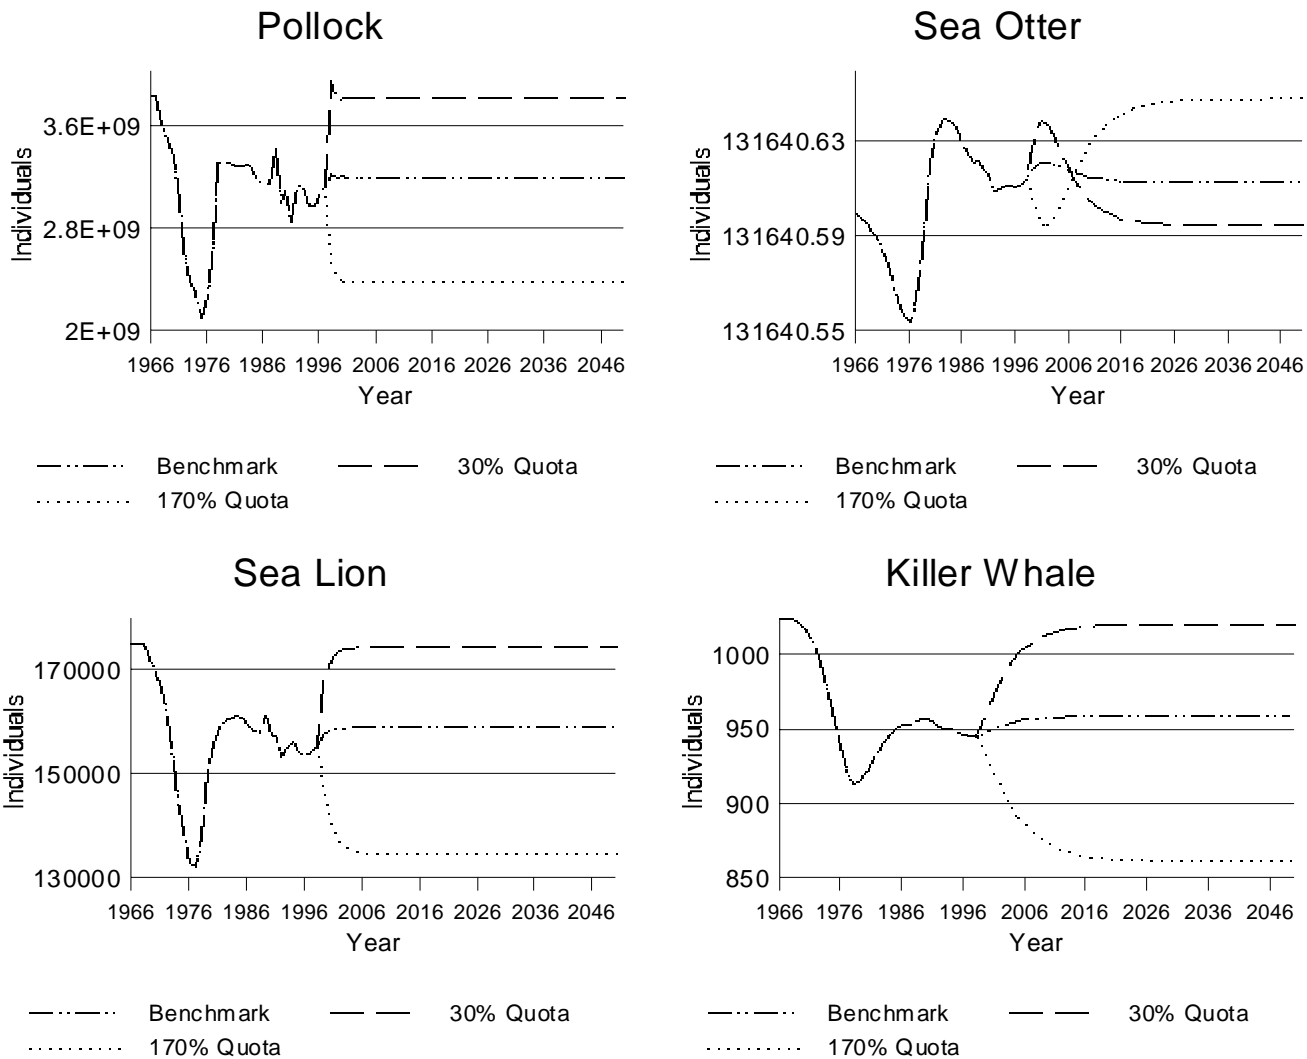 Pollock
Individuals
3.6E+09
2.8E+09
2E+09
1966 1976 1986 1996 2006 2016 2026 2036 2046
Year
Benchmark 30% Quota
170% Quota
Sea Otter
Individuals
131640.63
131640.59
131640.55
1966 1976 1986 1996 2006 2016 2026 2036 2046
Year
Benchmark 30% Quota
170% Quota
Sea Lion
Individuals
170000
150000
130000
1966 1976 1986 1996 2006 2016 2026 2036 2046
Year
Benchmark 30% Quota
170% Quota
Killer Whale
Individuals
1000
950
900
850
1966 1976 1986 1996 2006 2016 2026 2036 2046
Year
Benchmark 30% Quota
170% Quota